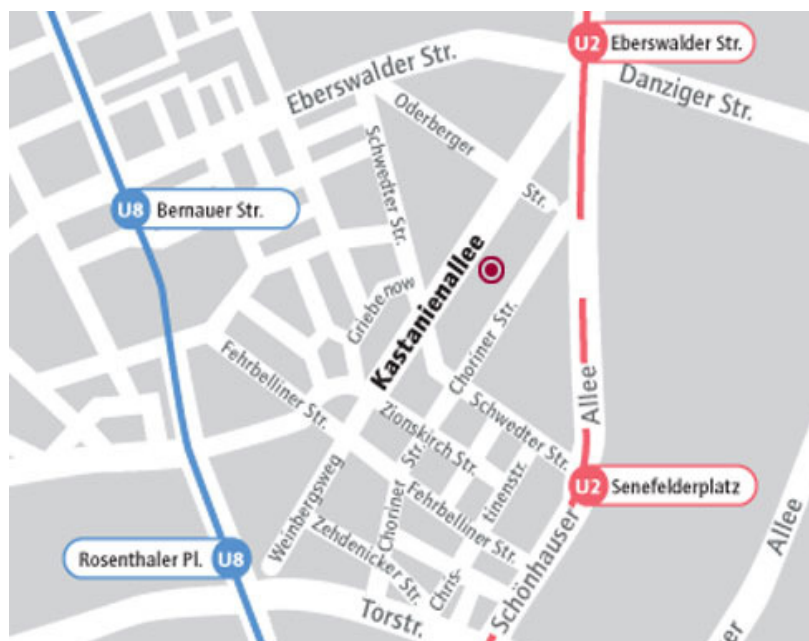 U2 Eberswalder Str.
Eberswalder Str.
Danziger Str.
Oderberger
Str.
Schwedter Str.
U8 Bernauer Str.
Kastanienallee
Griebenow
Choriner Str.
Fehrbelliner Str.
Allee
Zionskirch Str.
Schwedter Str.
Choriner
Str.
tinenstr.
U2 Senefelderplatz
Weinbergsweg
Fehrbelliner Str.
Zehdenicker Str.
Chris-
Schönhauser
Allee
Rosenthaler Pl. U8
Torstr.
er